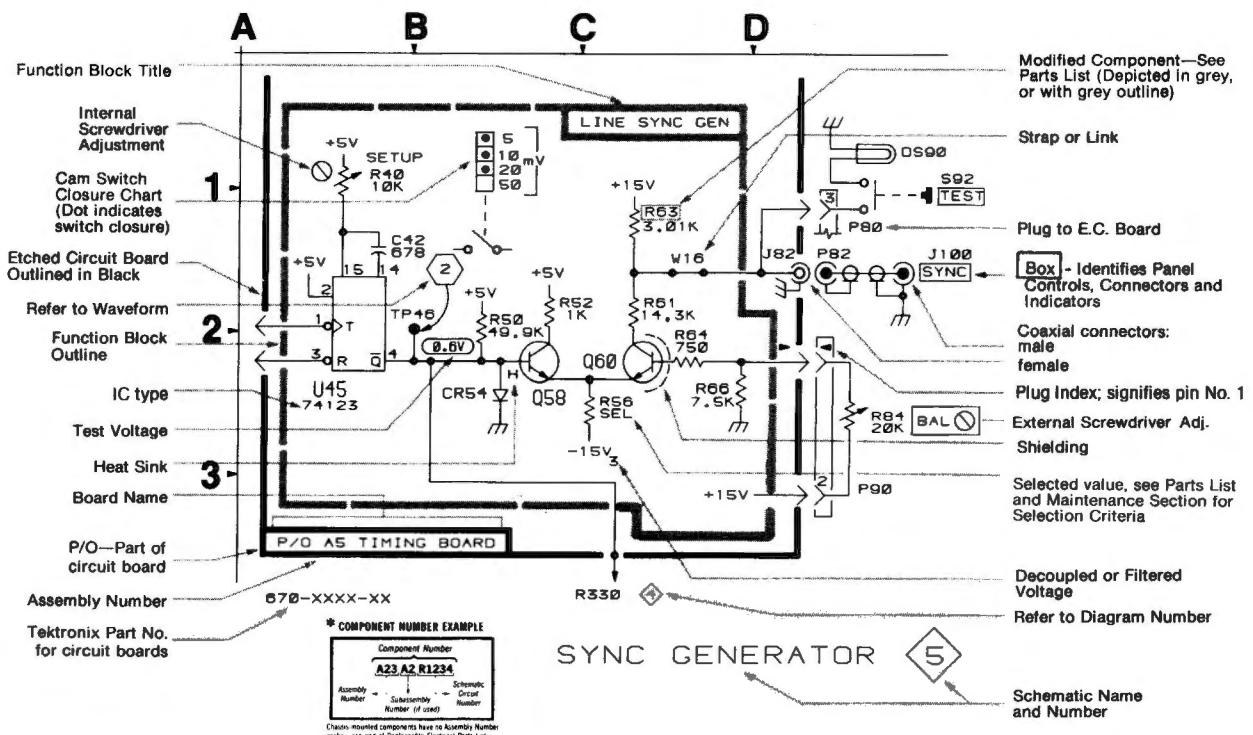 A B C D
Function Block Title
Internal
Screwdriver
Adjustment
Cam Switch
Closure Chart
(Dot indicates
switch closure)
Etched Circuit Board
Outlined in Black
Refer to Waveform
Function Block
Outline
IC type
Test Voltage
Heat Sink
Board Name
P/O—Part of
circuit board
Assembly Number
Tektronix Part No.
for circuit boards
1
2
3
LINE SYNC GEN
+5V
SETUP
R40
10K
5
10
20
50
mV
C42
678
+5V
15 14
2
1
T
3
R
Q
4
U45
74123
2
TP46
0.6V
+5V
R50
49.9K
CR54
H
+5V
R52
1K
Q58
Q60
+15V
R63
3.01K
W16
R61
14.3K
R64
750
R66
7.5K
R56
SEL
-15V3
+15V
DS90
S92
TEST
3
P80
J82 P82
J100
SYNC
R84
20K
BAL
2
P90
P/O A5 TIMING BOARD
670-XXXX-XX
R330
4
Modified Component—See
Parts List (Depicted in grey,
or with grey outline)
Strap or Link
Plug to E.C. Board
Box - Identifies Panel
Controls, Connectors and
Indicators
Coaxial connectors:
male
female
Plug Index; signifies pin No. 1
External Screwdriver Adj.
Shielding
Selected value, see Parts List
and Maintenance Section for
Selection Criteria
Decoupled or Filtered
Voltage
Refer to Diagram Number
* COMPONENT NUMBER EXAMPLE
Component Number
A23 A2 R1234
Assembly
Number
Subassembly
Number (if used)
Schematic
Circuit
Number
Chassis-mounted components have no Assembly Number
SYNC GENERATOR 5
Schematic Name
and Number